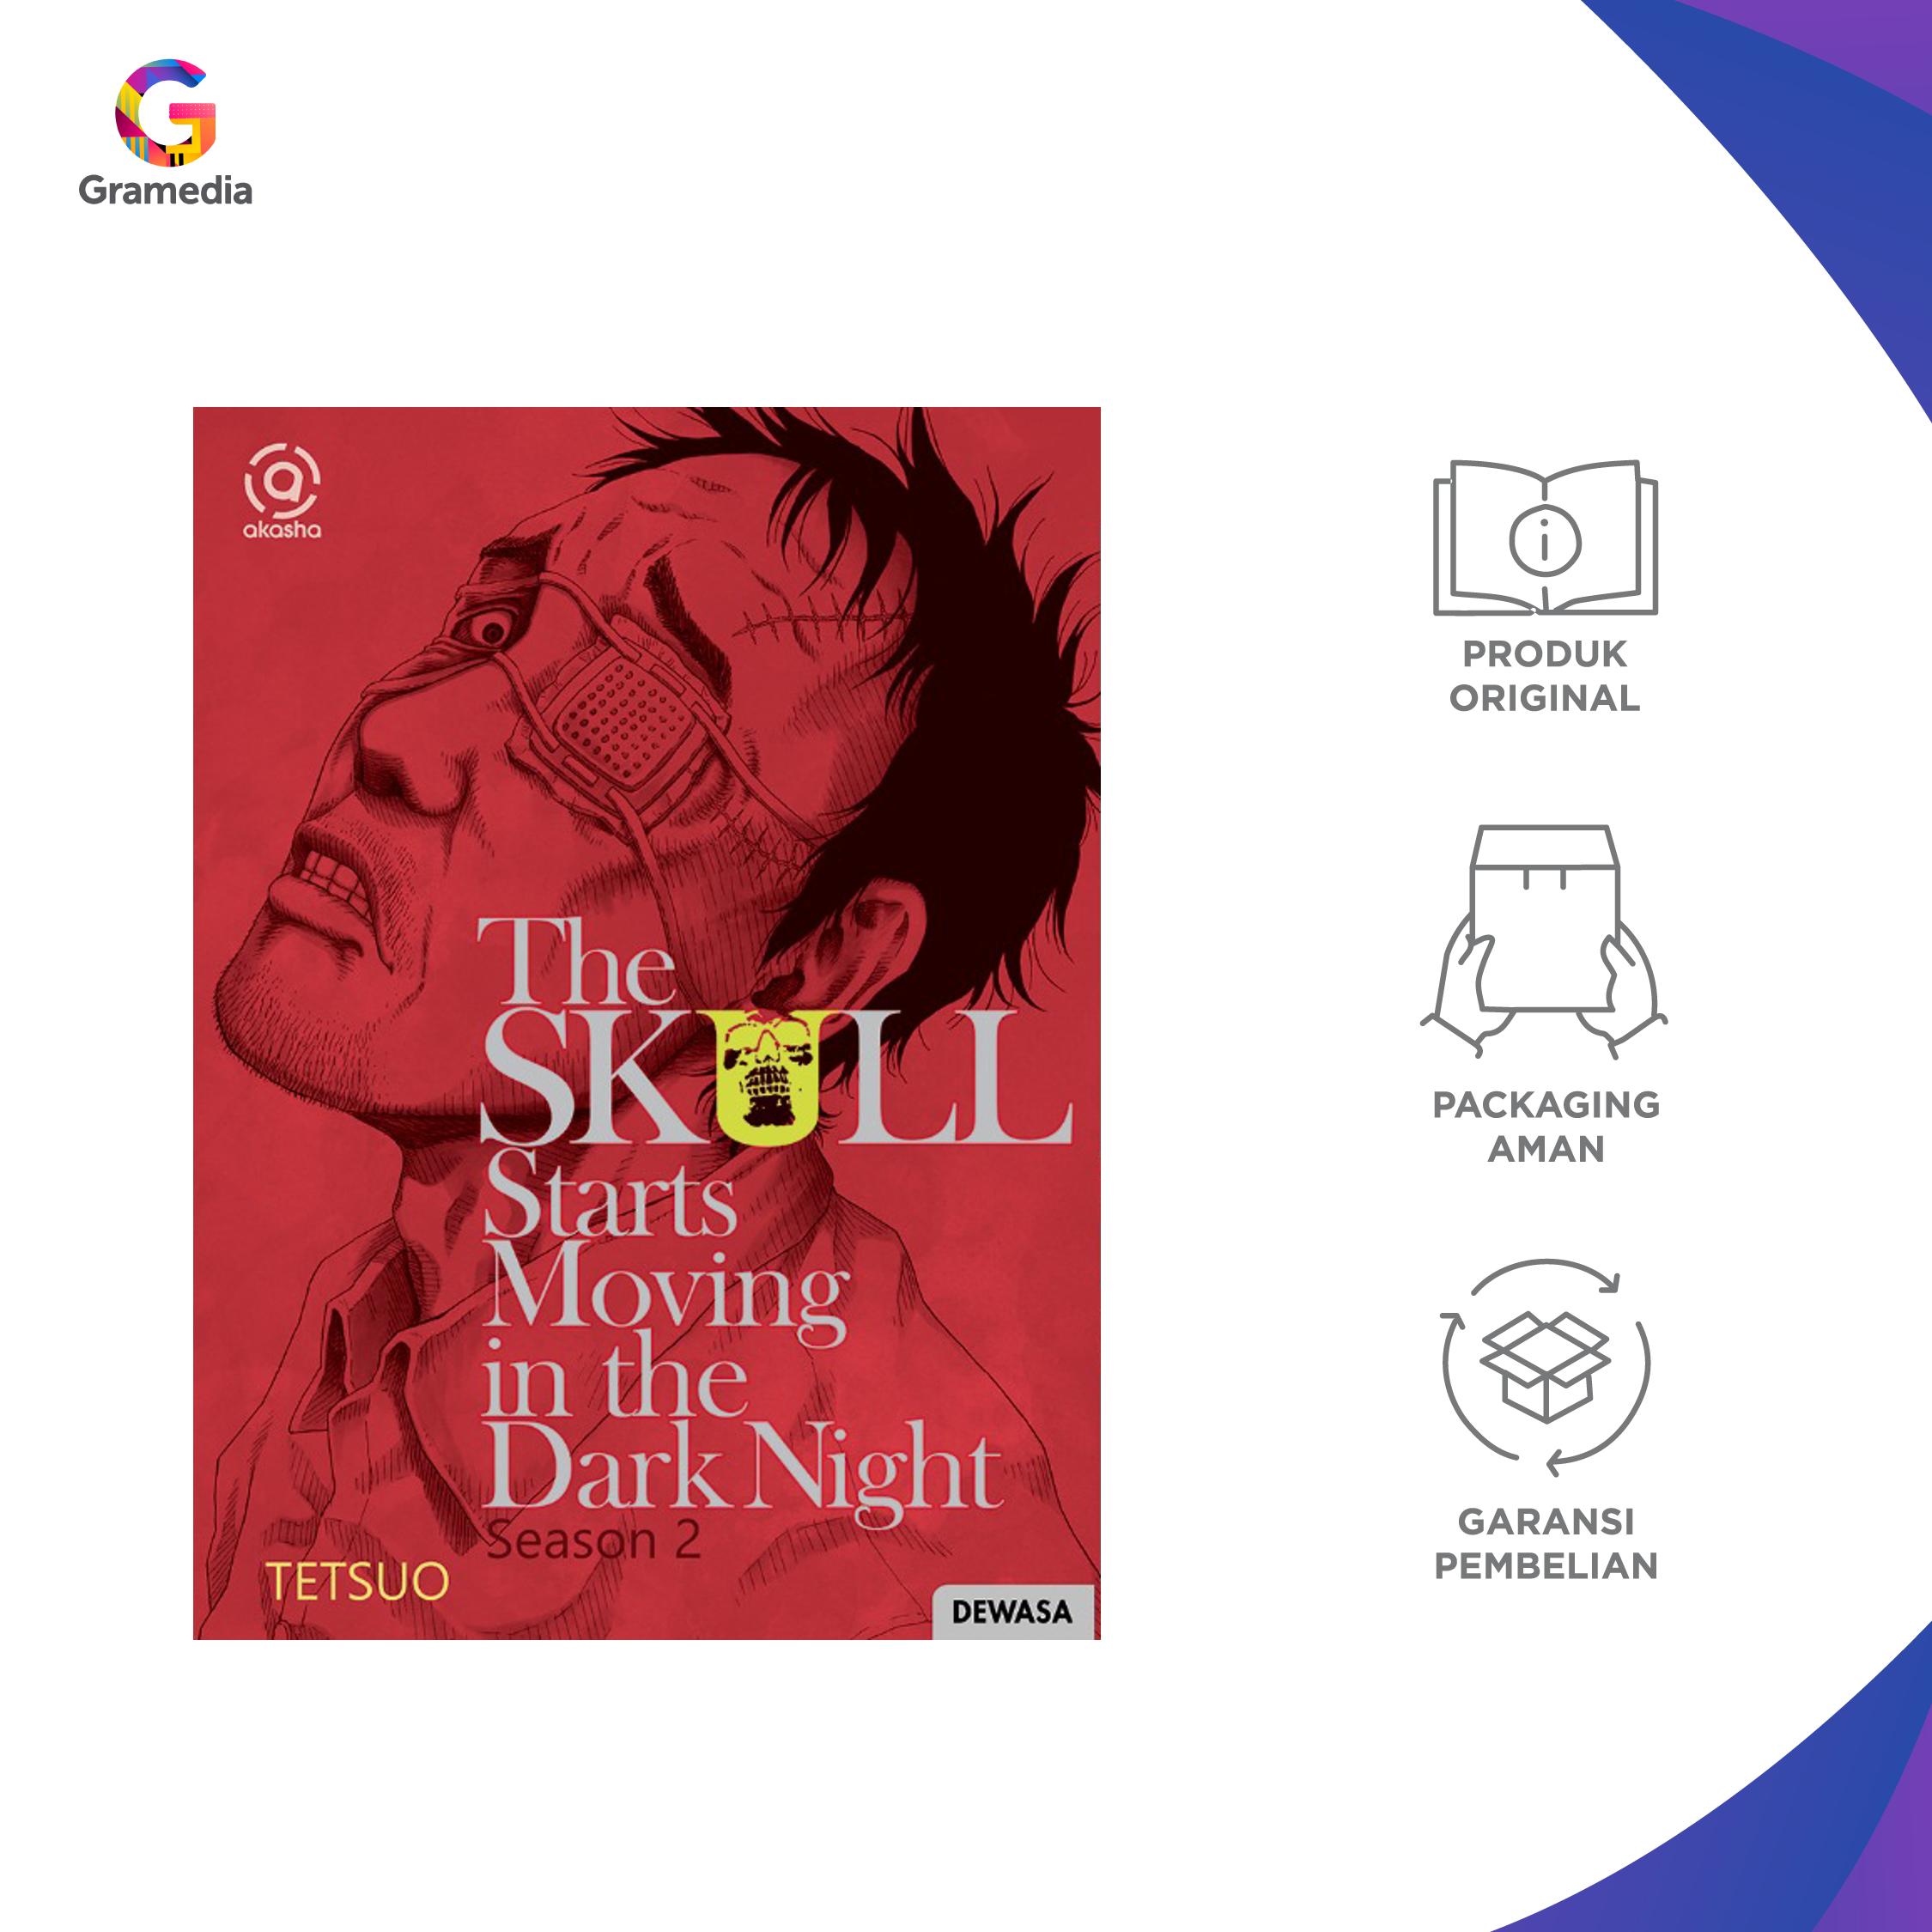 Gramedia
akasha
The
SKULL
Starts
Moving
in the
Dark Night
Season 2
TETSUO
DEWASA
PRODUK
ORIGINAL
PACKAGING
AMAN
GARANSI
PEMBELIAN